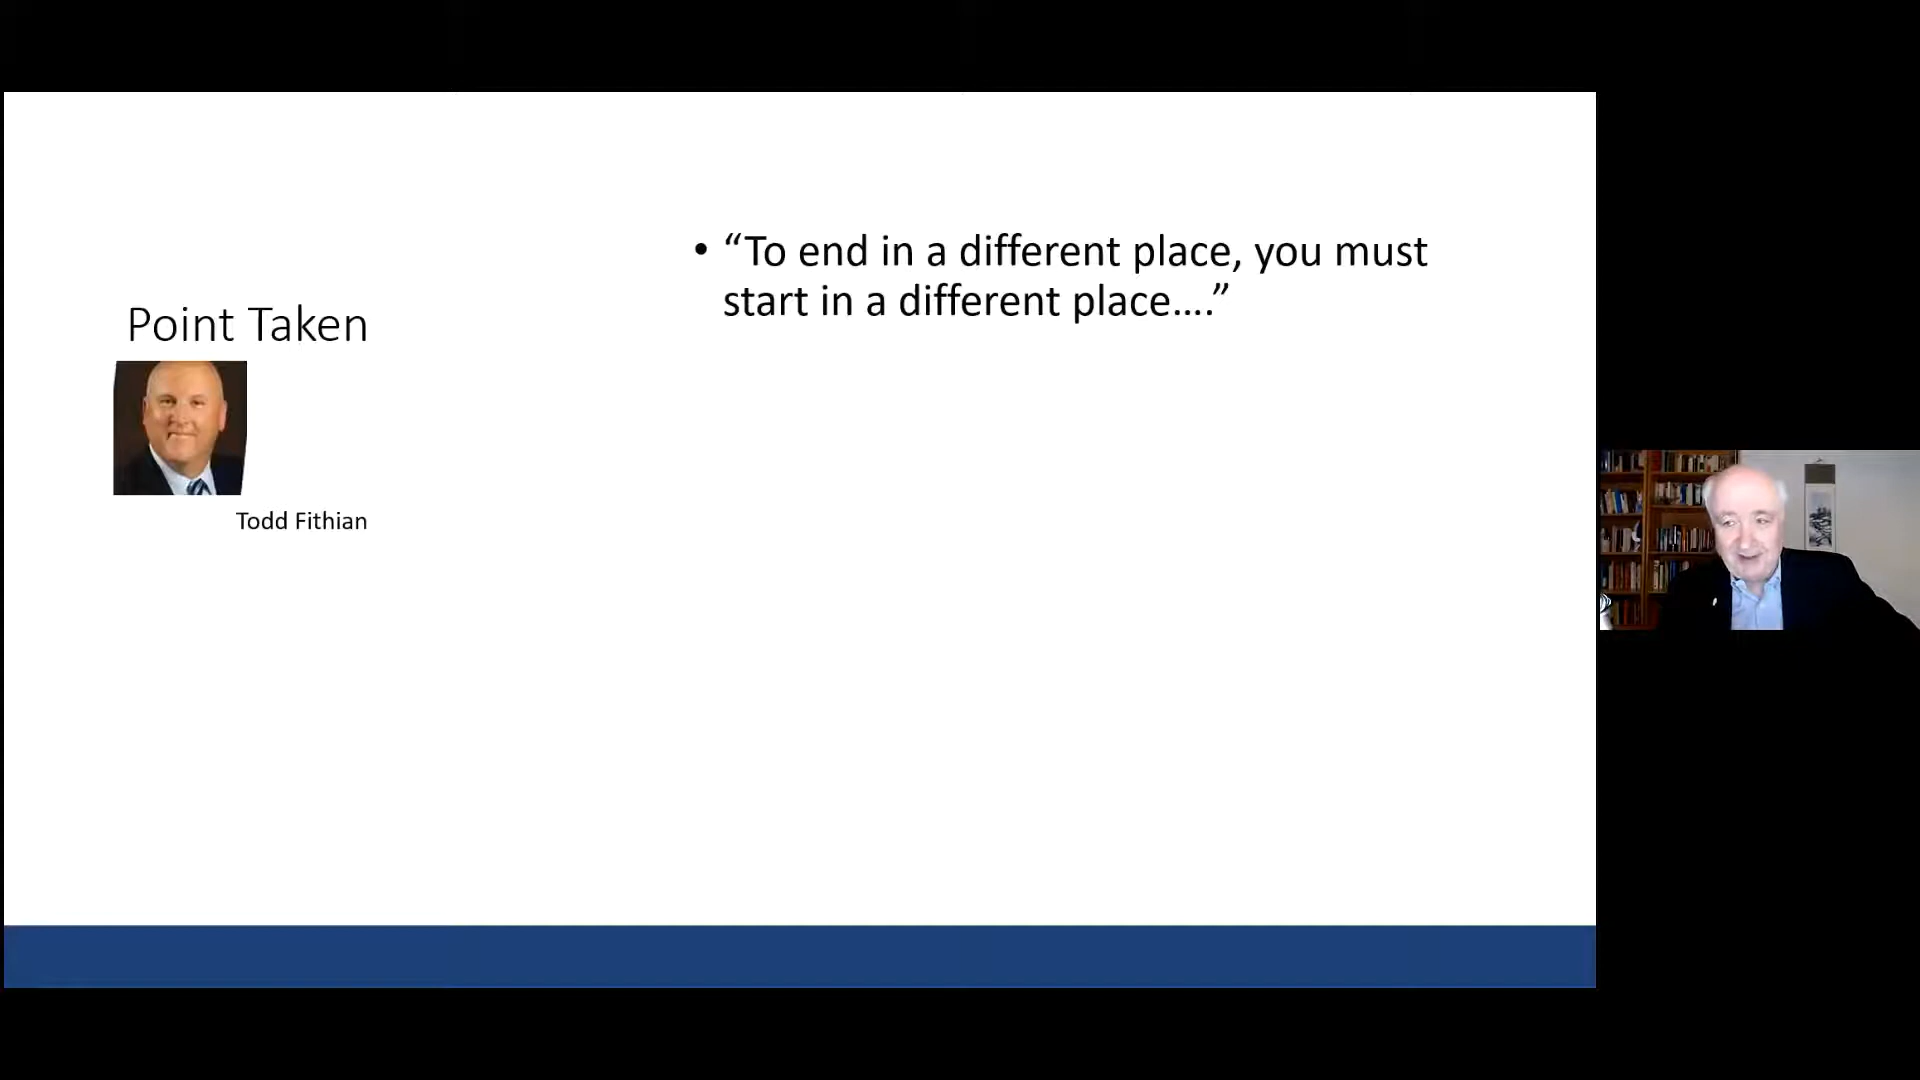 Point Taken
Todd Fithian
• “To end in a different place, you must
start in a different place….”